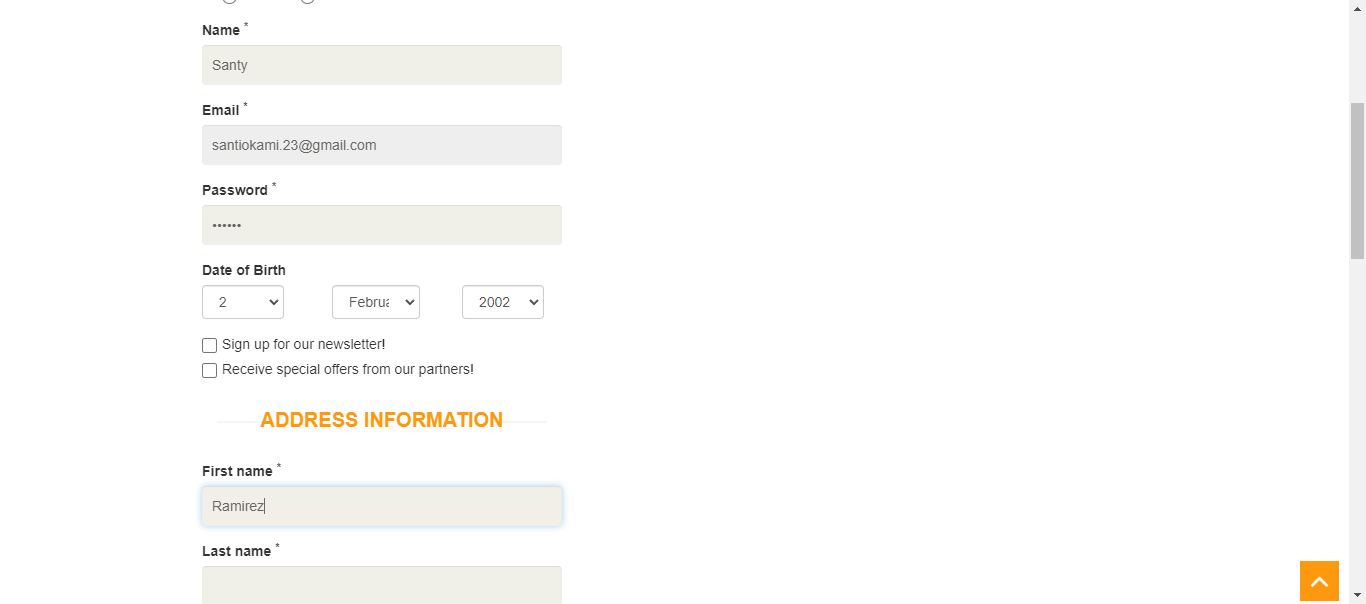 Name *
Santy
Email *
santiokami.23@gmail.com
Password *
••••••
Date of Birth
2 Februa 2002
Sign up for our newsletter!
Receive special offers from our partners!
ADDRESS INFORMATION
First name *
Ramirez
Last name *